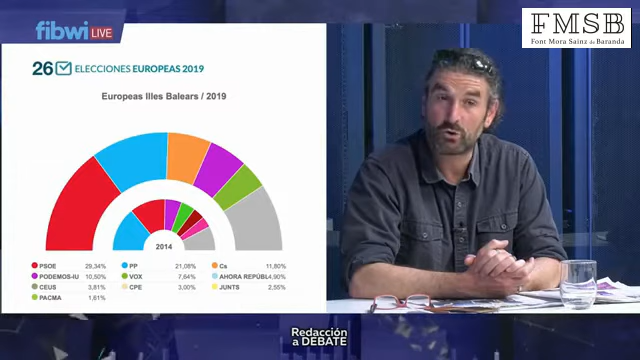 fibwi LIVE
FMSB
Font Mora Sainz de Baranda
26 ELECCIONES EUROPEAS 2019
Europeas Illes Balears / 2019
2014
PSOE 29,34% PP 21,08% Cs 11,80%
PODEMOS-IU 10,50% VOX 7,64% AHORA REPÚBL 4.90%
CEUS 3,81% CPE 3,00% JUNTS 2,55%
PACMA 1,61%
Redacción
a DEBATE